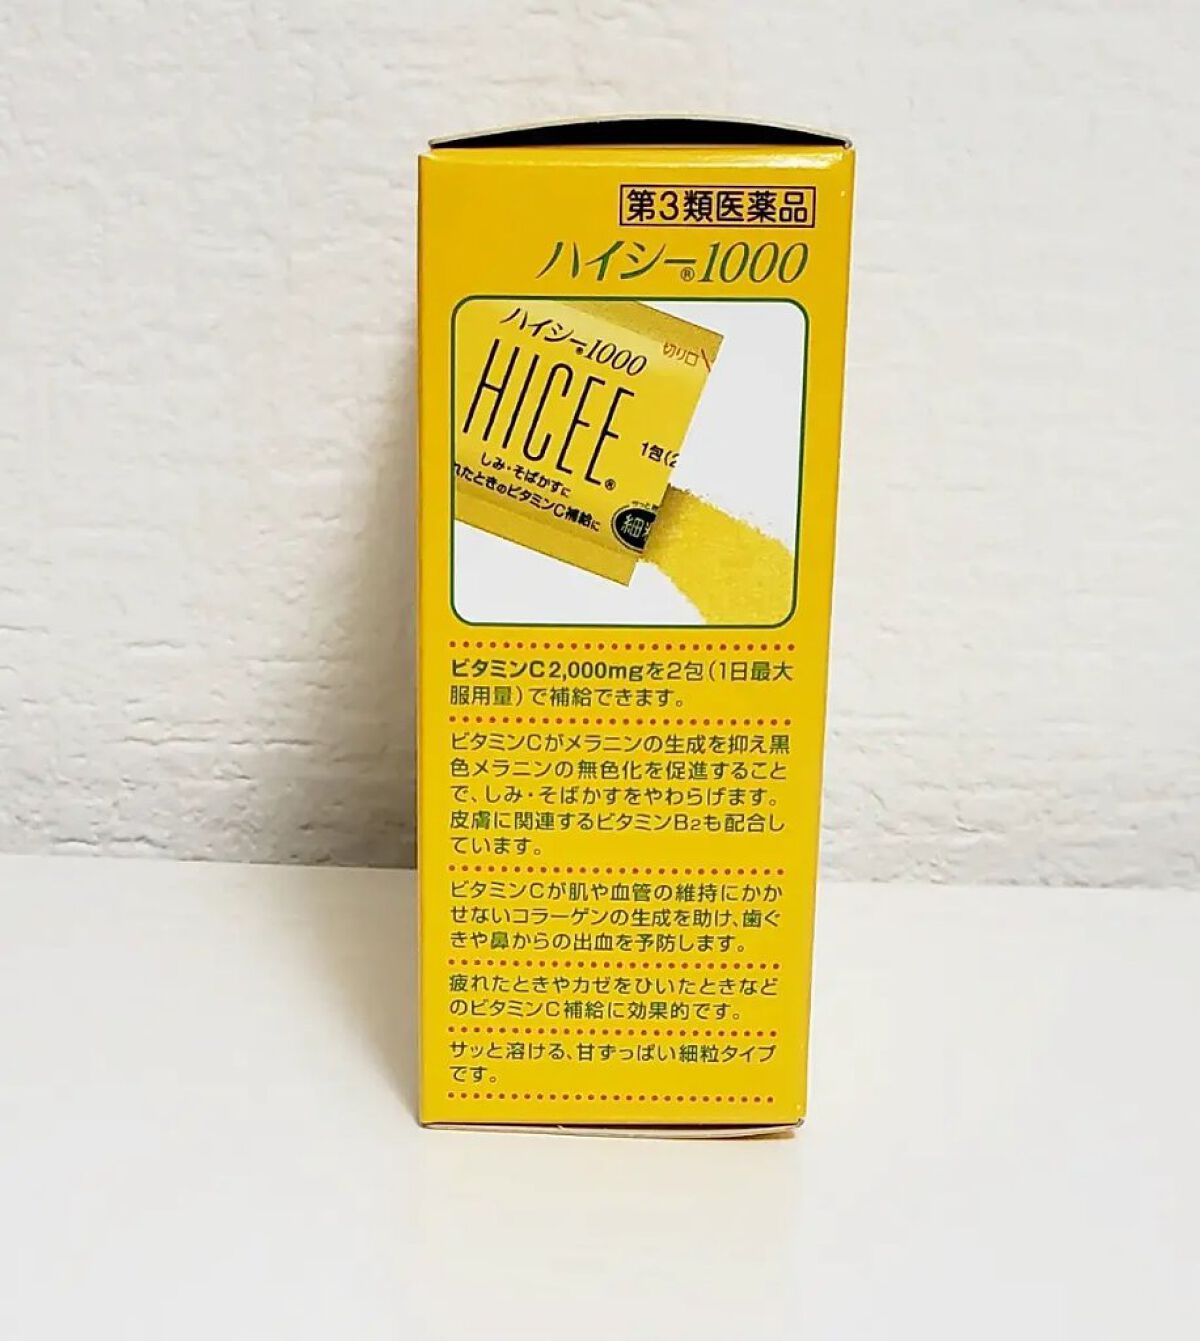 第3類医薬品
ハイシー®1000
ハイシー®1000
切り口
HICEE®
1包(2
しみ・そばかすに
れたときのビタミンC補給に
細粒
ビタミンC2,000mgを2包(1日最大
服用量)で補給できます。
ビタミンCがメラニンの生成を抑え黒
色メラニンの無色化を促進すること
で、しみ・そばかすをやわらげます。
皮膚に関連するビタミンB₂も配合し
ています。
ビタミンCが肌や血管の維持にかか
せないコラーゲンの生成を助け、歯ぐ
きや鼻からの出血を予防します。
疲れたときやカゼをひいたときなど
のビタミンC補給に効果的です。
サッと溶ける、甘ずっぱい細粒タイプ
です。